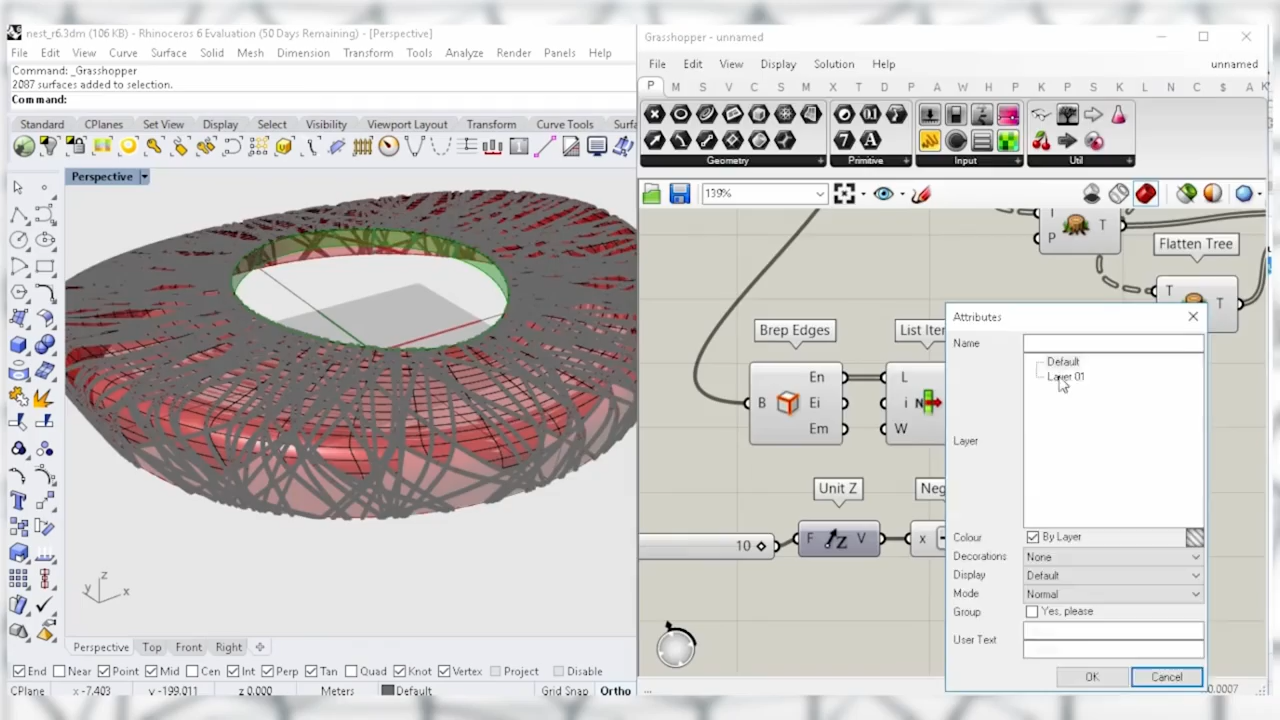 nest_r6.3dm (106 KB) - Rhinoceros 6 Evaluation (50 Days Remaining) - [Perspective]
File Edit View Curve Surface Solid Mesh Dimension Transform Tools Analyze Render Panels Help
Command: _Grasshopper
2087 surfaces added to selection.
Command:
Standard CPlanes Set View Display Select Visibility Viewport Layout Transform Curve Tools Surfa
Perspective
z
y x
Perspective Top Front Right
End Near Point Mid Cen Int Perp Tan Quad Knot Vertex Project Disable
CPlane x -7.403 y -199.011 z 0.000 Meters Default Grid Snap Ortho
Grasshopper - unnamed
File Edit View Display Solution Help unnamed
P M S V C S M X T D P A W H P K P S L N C $ A K
Geometry Primitive Input Util
139%
T
P T
Flatten Tree
T T
Brep Edges List Iter
En L
B Ei i
Em W
Unit Z Neg
10 F Z V x
Attributes
Name
Default
Layer 01
Layer
Colour By Layer
Decorations None
Display Default
Mode Normal
Group Yes, please
User Text
OK Cancel
... 0.0007